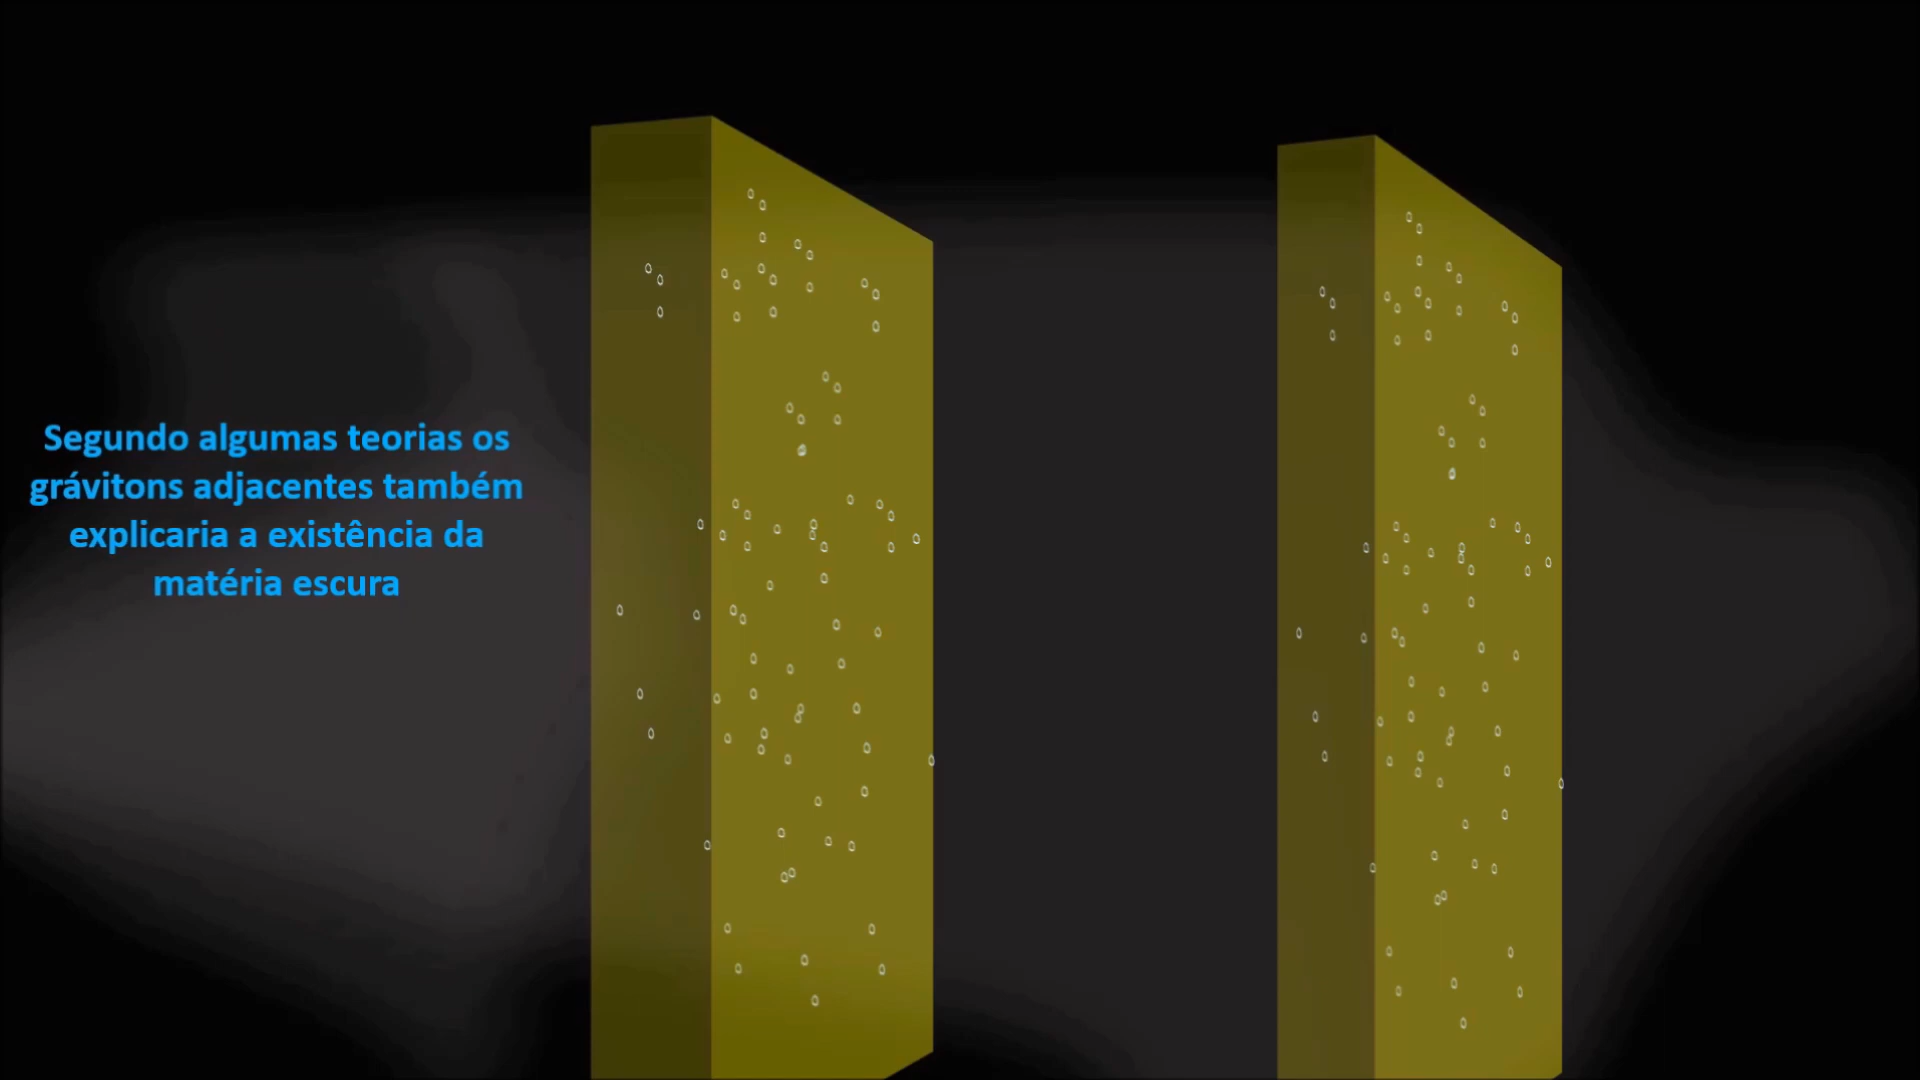 Segundo algumas teorias os
grávitons adjacentes também
explicaria a existência da
matéria escura